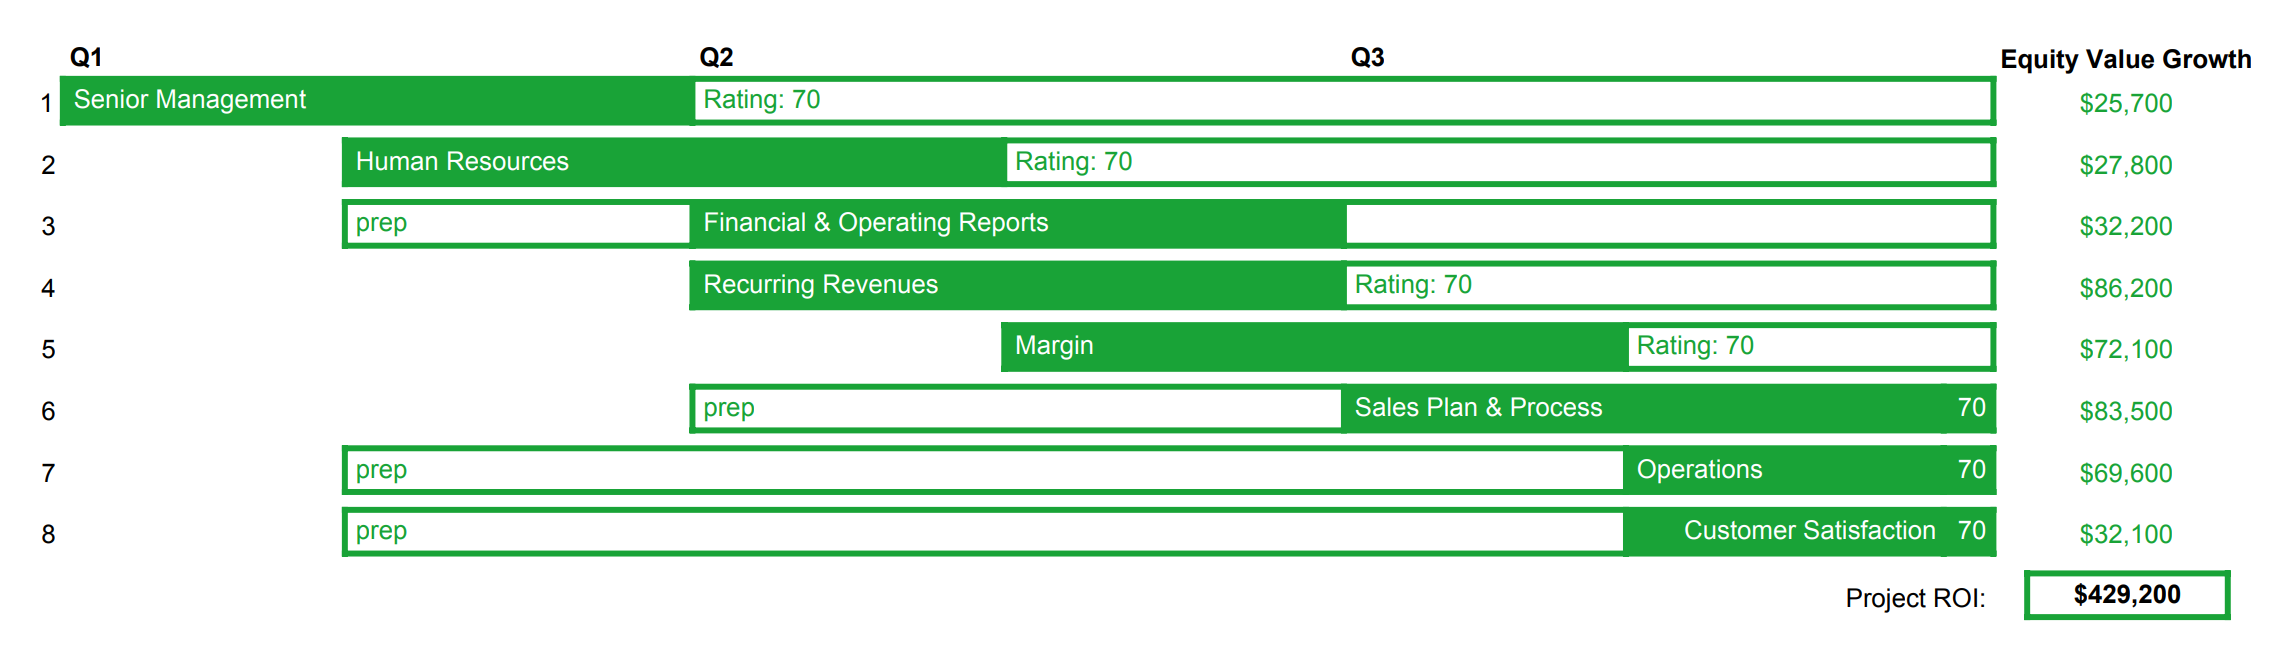 Q1 Q2 Q3 Equity Value Growth
1 Senior Management Rating: 70 $25,700
2 Human Resources Rating: 70 $27,800
3 prep Financial & Operating Reports $32,200
4 Recurring Revenues Rating: 70 $86,200
5 Margin Rating: 70 $72,100
6 prep Sales Plan & Process 70 $83,500
7 prep Operations 70 $69,600
8 prep Customer Satisfaction 70 $32,100
Project ROI: $429,200